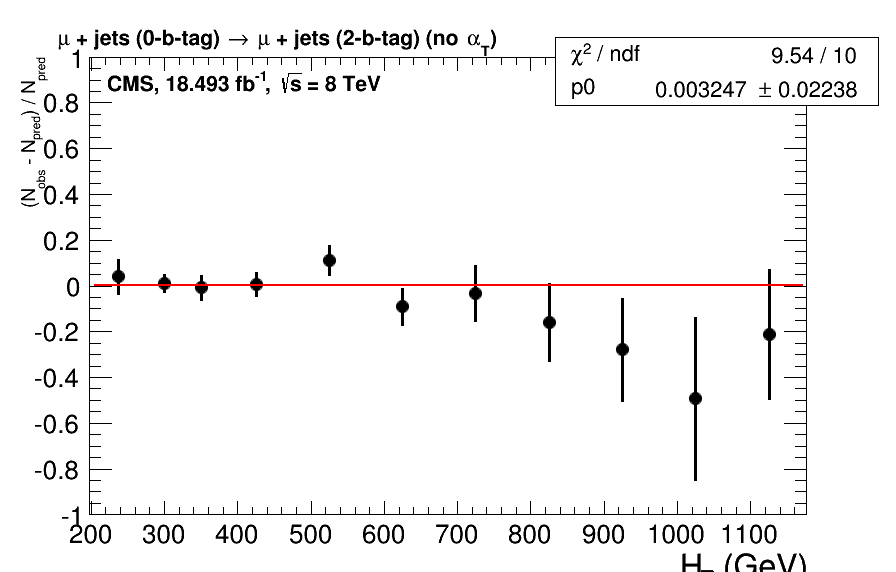 μ + jets (0-b-tag) → μ + jets (2-b-tag) (no α_T)
χ² / ndf 9.54 / 10
p0 0.003247 ± 0.02238
CMS, 18.493 fb⁻¹, √s = 8 TeV
(N_obs - N_pred) / N_pred
1
0.8
0.6
0.4
0.2
0
-0.2
-0.4
-0.6
-0.8
-1
200 300 400 500 600 700 800 900 1000 1100
(GeV)